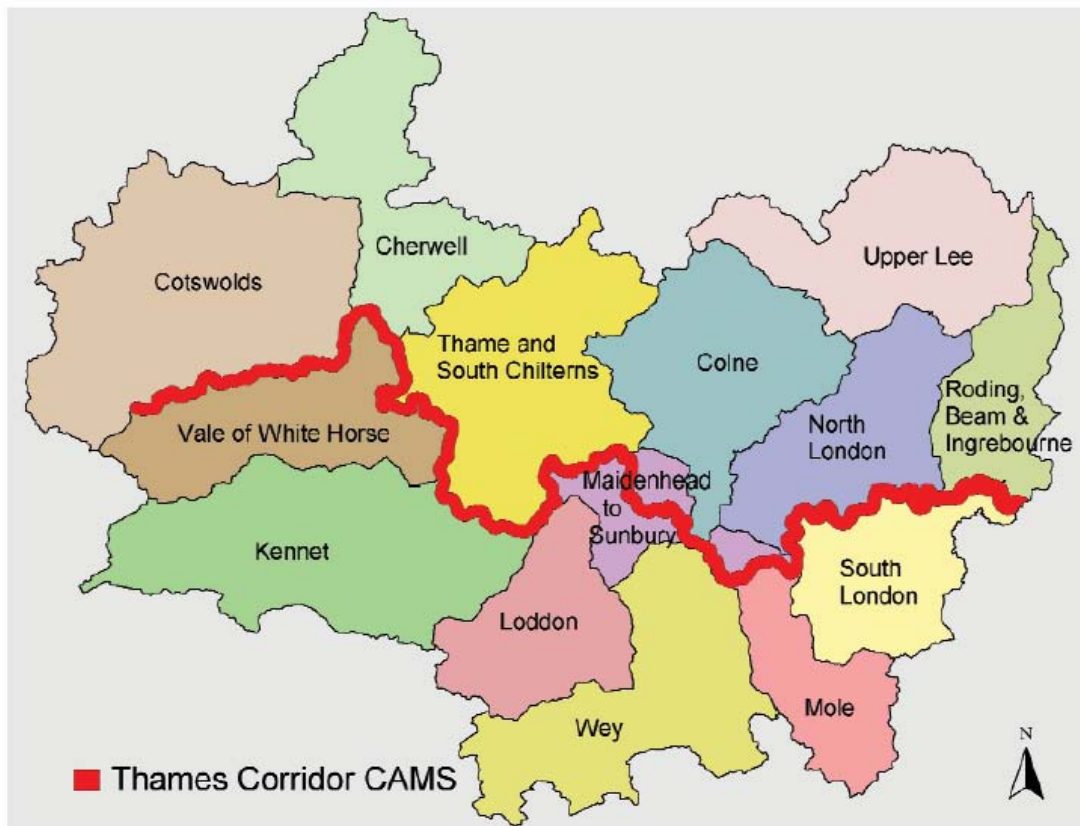 Cherwell
Upper Lee
Cotswolds
Thame and
South Chilterns
Colne
Roding,
Beam &
Ingrebourne
North
London
Vale of White Horse
Maidenhead
to
Sunbury
Kennet
South
London
Loddon
Mole
Wey
N
Thames Corridor CAMS